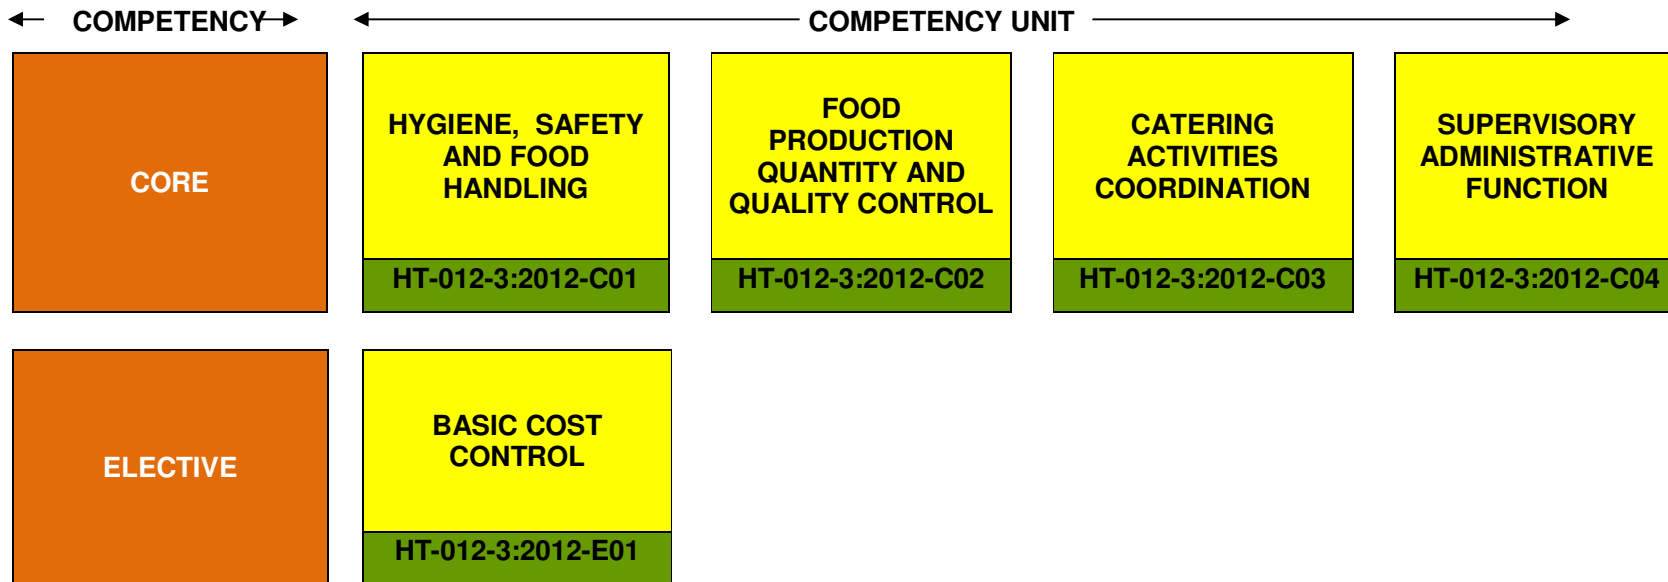 COMPETENCY
COMPETENCY UNIT
CORE
HYGIENE, SAFETY
AND FOOD
HANDLING
HT-012-3:2012-C01
FOOD
PRODUCTION
QUANTITY AND
QUALITY CONTROL
HT-012-3:2012-C02
CATERING
ACTIVITIES
COORDINATION
HT-012-3:2012-C03
SUPERVISORY
ADMINISTRATIVE
FUNCTION
HT-012-3:2012-C04
ELECTIVE
BASIC COST
CONTROL
HT-012-3:2012-E01